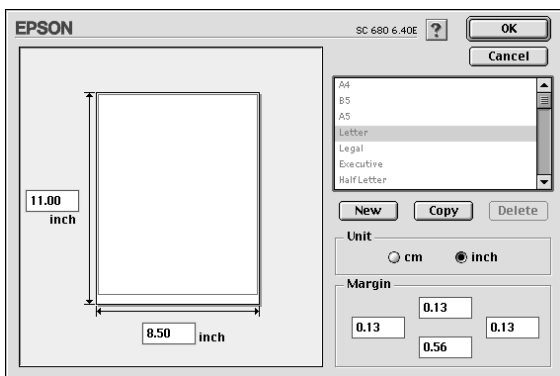 EPSON
SC 680 6.40E
?
OK
Cancel
A4
B5
A5
Letter
Legal
Executive
Half Letter
11.00
inch
8.50 inch
New Copy Delete
Unit
cm inch
Margin
0.13
0.13 0.13
0.56